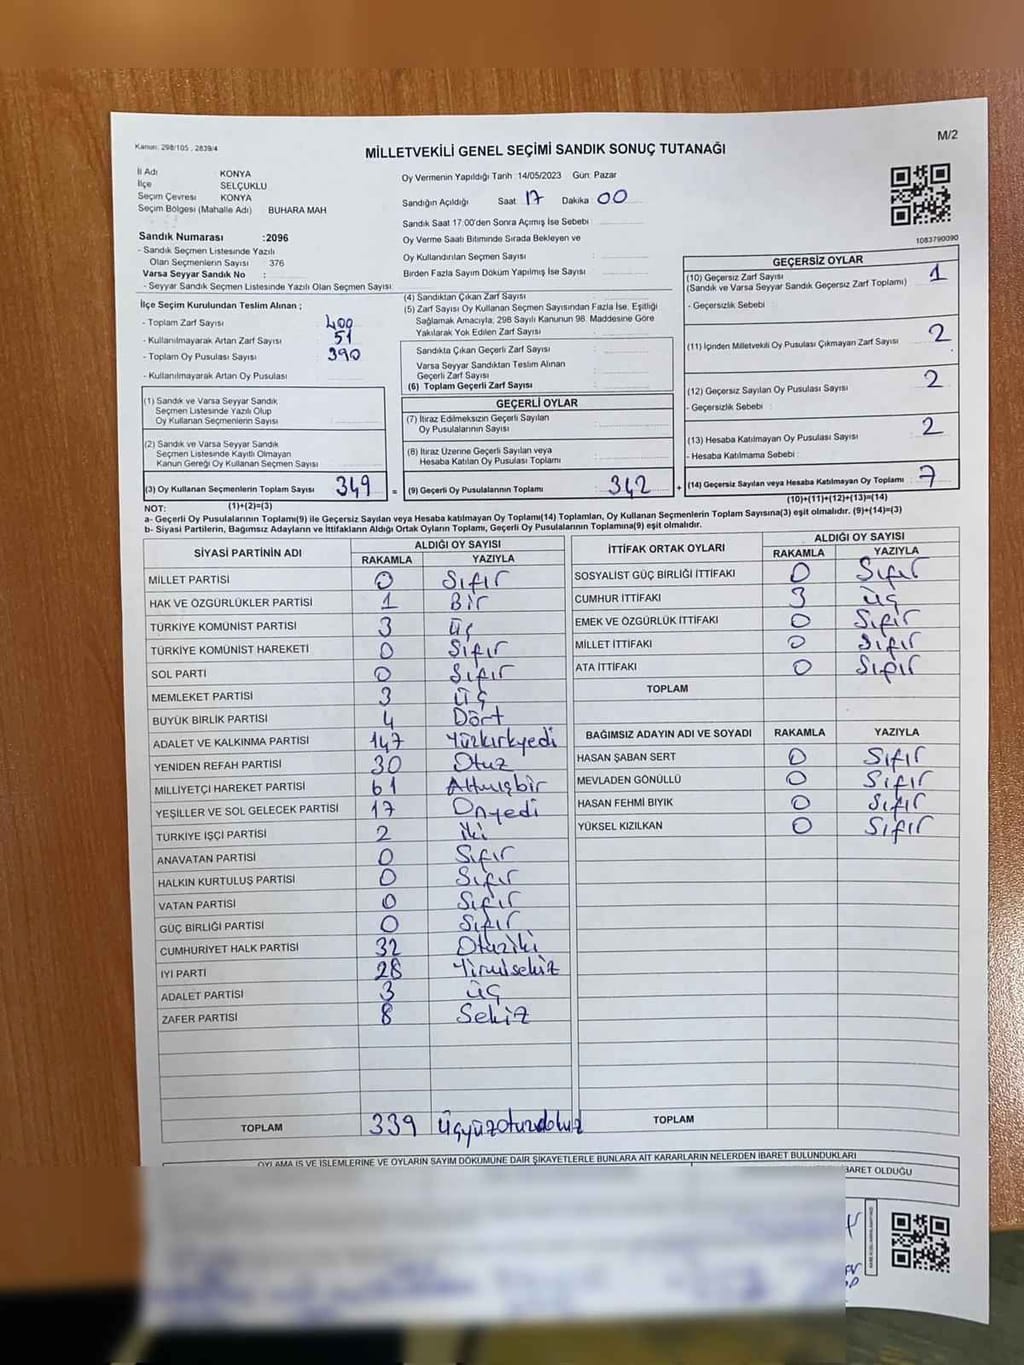 Kanun: 298/105 , 2839/4
M/2
MİLLETVEKİLİ GENEL SEÇİMİ SANDIK SONUÇ TUTANAĞI
İl Adı KONYA
İlçe SELÇUKLU
Seçim Çevresi KONYA
Seçim Bölgesi (Mahalle Adı) BUHARA MAH
Sandık Numarası :2096
- Sandık Seçmen Listesinde Yazılı
Olan Seçmenlerin Sayısı 376
Varsa Seyyar Sandık No :
- Seyyar Sandık Seçmen Listesinde Yazılı Olan Seçmen Sayısı
İlçe Seçim Kurulundan Teslim Alınan ;
- Toplam Zarf Sayısı 400
- Kullanılmayarak Artan Zarf Sayısı 51
- Toplam Oy Pusulası Sayısı 390
- Kullanılmayarak Artan Oy Pusulası :
Oy Vermenin Yapıldığı Tarih :14/05/2023 Gün: Pazar
Sandığın Açıldığı Saat 17 Dakika 00
Sandık Saat 17:00'den Sonra Açımış İse Sebebi :
Oy Verme Saati Bitiminde Sırada Bekleyen ve
Oy Kullandırılan Seçmen Sayısı :
Birden Fazla Sayım Döküm Yapılmış İse Sayısı :
(4) Sandıktan Çıkan Zarf Sayısı
(5) Zarf Sayısı Oy Kullanan Seçmen Sayısından Fazla İse, Eşitliği
Sağlamak Amacıyla; 298 Sayılı Kanunun 98. Maddesine Göre
Yakılarak Yok Edilen Zarf Sayısı
Sandıkta Çıkan Geçerli Zarf Sayısı
Varsa Seyyar Sandıktan Teslim Alınan
Geçerli Zarf Sayısı
(6) Toplam Geçerli Zarf Sayısı
1083790090
GEÇERSİZ OYLAR
(10) Geçersiz Zarf Sayısı 1
(Sandık ve Varsa Seyyar Sandık Geçersiz Zarf Toplamı)
- Geçersizlik Sebebi :
(11) İçinden Milletvekili Oy Pusulası Çıkmayan Zarf Sayısı 2
(12) Geçersiz Sayılan Oy Pusulası Sayısı 2
- Geçersizlik Sebebi :
(13) Hesaba Katılmayan Oy Pusulası Sayısı 2
- Hesaba Katılmama Sebebi :
(14) Geçersiz Sayılan veya Hesaba Katılmayan Oy Toplamı 7
(10)+(11)+(12)+(13)=(14)
(1) Sandık ve Varsa Seyyar Sandık
Seçmen Listesinde Yazılı Olup
Oy Kullanan Seçmenlerin Sayısı
(2) Sandık ve Varsa Seyyar Sandık
Seçmen Listesinde Kayıtlı Olmayan
Kanun Gereği Oy Kullanan Seçmen Sayısı
(3) Oy Kullanan Seçmenlerin Toplam Sayısı 349 =
(1)+(2)=(3)
GEÇERLİ OYLAR
(7) İtiraz Edilmeksizin Geçerli Sayılan
Oy Pusulalarının Sayısı
(8) İtiraz Üzerine Geçerli Sayılan veya
Hesaba Katılan Oy Pusulası Toplamı
(9) Geçerli Oy Pusulalarının Toplamı 342 +
NOT:
a- Geçerli Oy Pusulalarının Toplamı(9) ile Geçersiz Sayılan veya Hesaba katılmayan Oy Toplamı(14) Toplamları, Oy Kullanan Seçmenlerin Toplam Sayısına(3) eşit olmalıdır. (9)+(14)=(3)
b- Siyasi Partilerin, Bağımsız Adayların ve İttifakların Aldığı Ortak Oyların Toplamı, Geçerli Oy Pusulalarının Toplamına(9) eşit olmalıdır.
SİYASİ PARTİNİN ADI ALDIĞI OY SAYISI
RAKAMLA YAZIYLA
MİLLET PARTİSİ 0 Sıfır
HAK VE ÖZGÜRLÜKLER PARTİSİ 1 Bir
TÜRKİYE KOMÜNİST PARTİSİ 3 üç
TÜRKİYE KOMÜNİST HAREKETİ 0 Sıfır
SOL PARTİ 0 Sıfır
MEMLEKET PARTİSİ 3 üç
BÜYÜK BİRLİK PARTİSİ 4 Dört
ADALET VE KALKINMA PARTİSİ 147 Yüzkırkyedi
YENİDEN REFAH PARTİSİ 30 Otuz
MİLLİYETÇİ HAREKET PARTİSİ 61 Altmışbir
YEŞİLLER VE SOL GELECEK PARTİSİ 17 Onyedi
TÜRKİYE İŞÇİ PARTİSİ 2 iki
ANAVATAN PARTİSİ 0 Sıfır
HALKIN KURTULUŞ PARTİSİ 0 Sıfır
VATAN PARTİSİ 0 Sıfır
GÜÇ BİRLİĞİ PARTİSİ 0 Sıfır
CUMHURİYET HALK PARTİSİ 32 Otuziki
İYİ PARTİ 28 Yirmisekiz
ADALET PARTİSİ 3 üç
ZAFER PARTİSİ 8 Sekiz
TOPLAM 339 üçyüzotuzdokuz
İTTİFAK ORTAK OYLARI ALDIĞI OY SAYISI
RAKAMLA YAZIYLA
SOSYALİST GÜÇ BİRLİĞİ İTTİFAKI 0 Sıfır
CUMHUR İTTİFAKI 3 üç
EMEK VE ÖZGÜRLÜK İTTİFAKI 0 Sıfır
MİLLET İTTİFAKI 0 Sıfır
ATA İTTİFAKI 0 Sıfır
TOPLAM
BAĞIMSIZ ADAYIN ADI VE SOYADI RAKAMLA YAZIYLA
HASAN ŞABAN SERT 0 Sıfır
MEVLADEN GÖNÜLLÜ 0 Sıfır
HASAN FEHMİ BIYIK 0 Sıfır
YÜKSEL KIZILKAN 0 Sıfır
TOPLAM
OYLAMA İŞ VE İŞLEMLERİNE VE OYLARIN SAYIM DÖKÜMÜNE DAİR ŞİKAYETLERLE BUNLARA AİT KARARLARIN NELERDEN İBARET BULUNDUKLARI
İBARET OLDUĞU